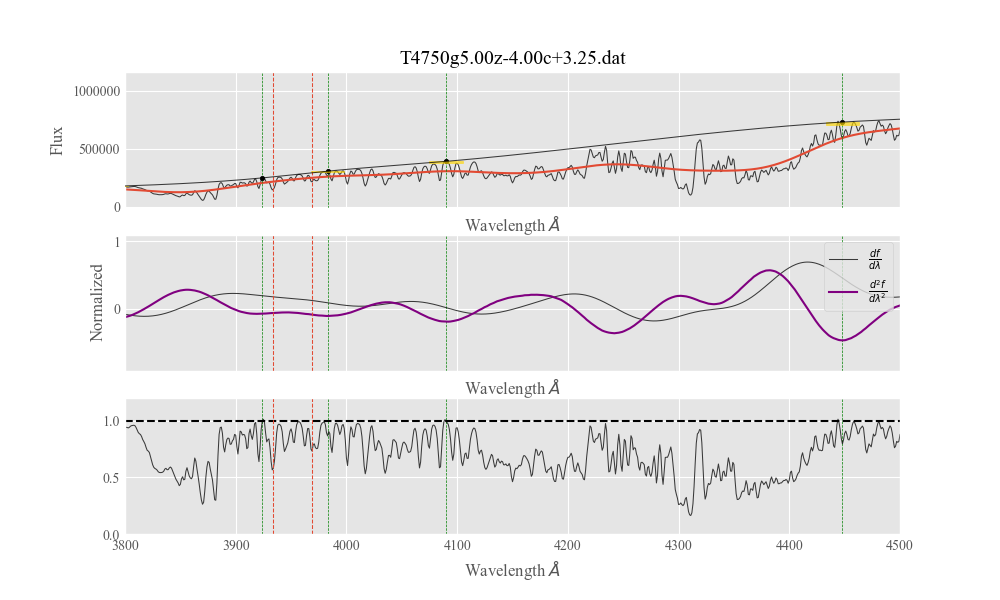 T4750g5.00z-4.00c+3.25.dat
1000000
500000
0
Flux
Wavelength Å
1
0
Normalized
df/dλ
d²f/dλ²
Wavelength Å
1.0
0.5
0.0
3800 3900 4000 4100 4200 4300 4400 4500
Wavelength Å